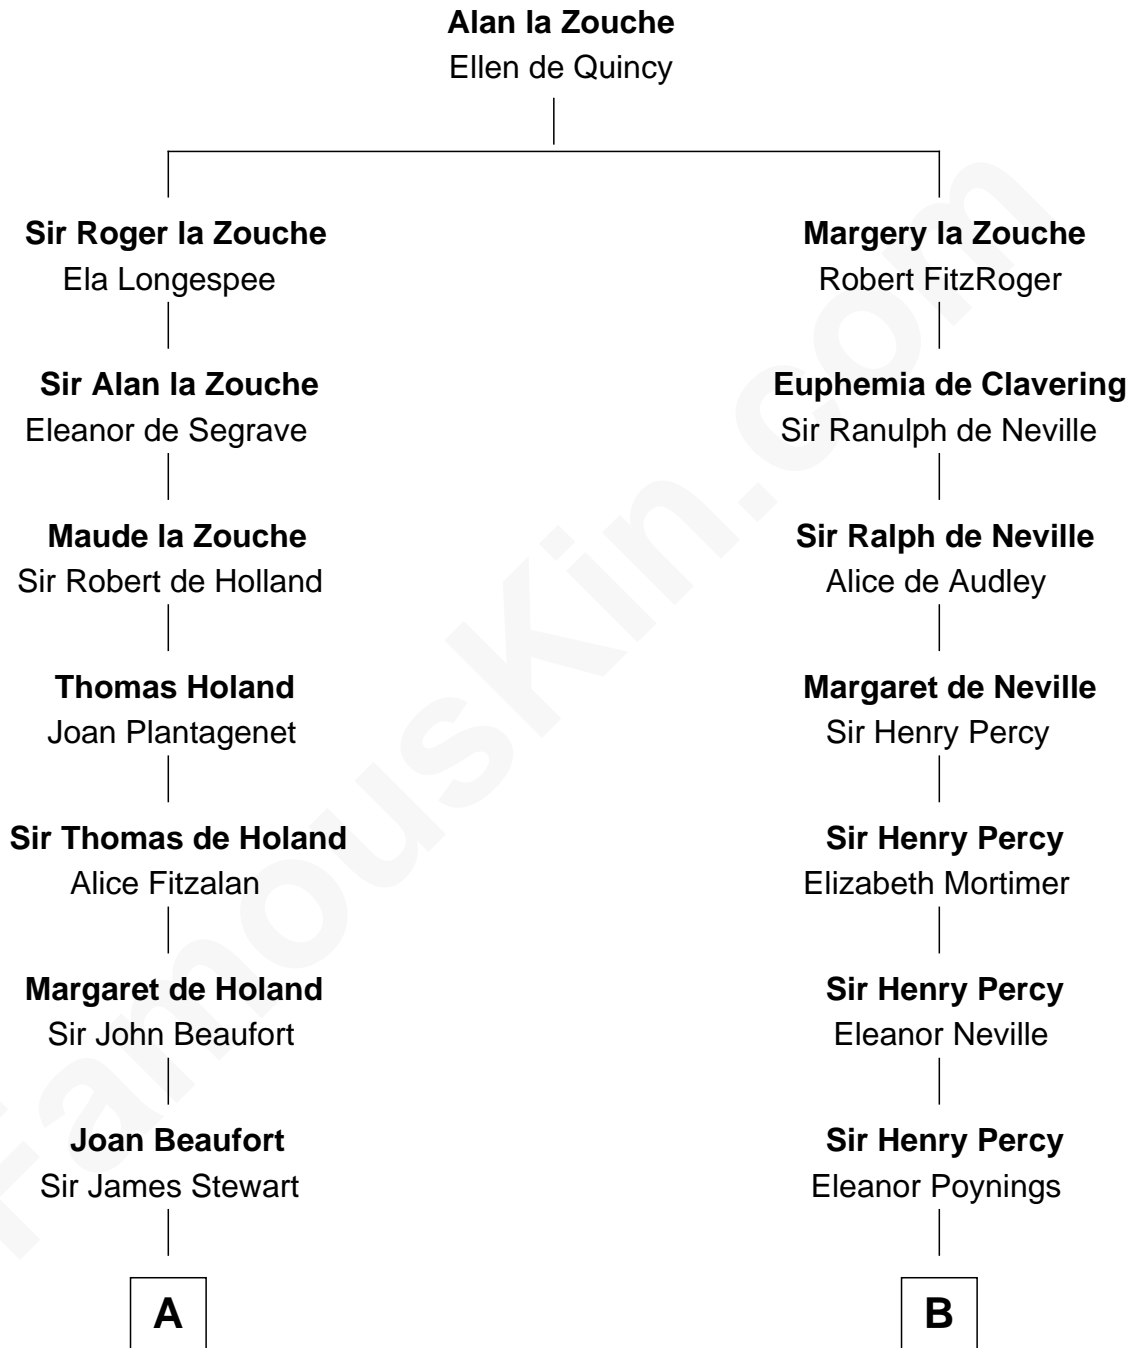 Alan la Zouche
Ellen de Quincy
Sir Roger la Zouche
Ela Longespee
Sir Alan la Zouche
Eleanor de Segrave
Maude la Zouche
Sir Robert de Holland
Thomas Holand
Joan Plantagenet
Sir Thomas de Holand
Alice Fitzalan
Margaret de Holand
Sir John Beaufort
Joan Beaufort
Sir James Stewart
A
Margery la Zouche
Robert FitzRoger
Euphemia de Clavering
Sir Ranulph de Neville
Sir Ralph de Neville
Alice de Audley
Margaret de Neville
Sir Henry Percy
Sir Henry Percy
Elizabeth Mortimer
Sir Henry Percy
Eleanor Neville
Sir Henry Percy
Eleanor Poynings
B
FamousKin.com